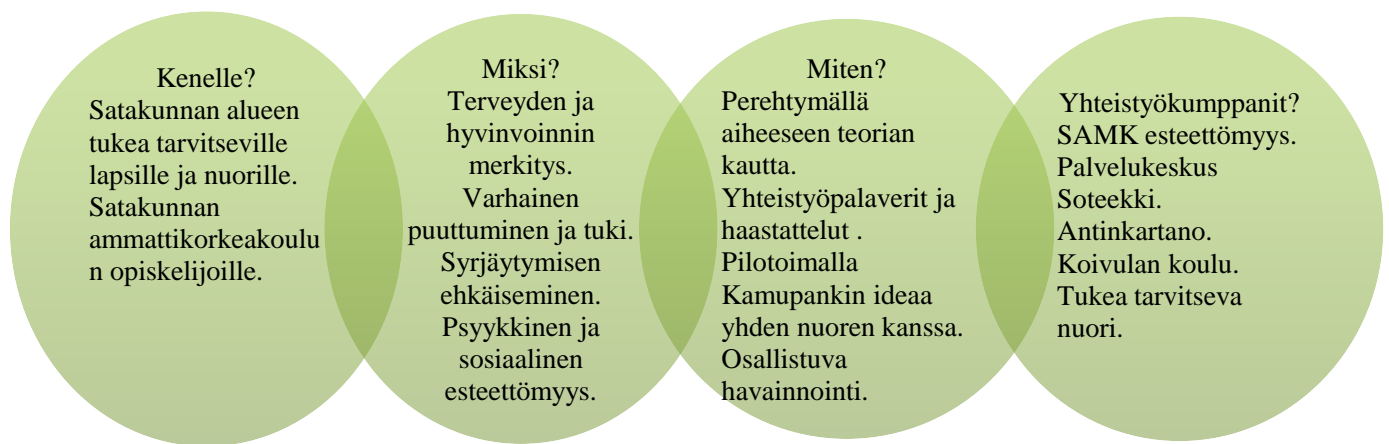 Kenelle?
Satakunnan alueen
tukea tarvitseville
lapsille ja nuorille.
Satakunnan
ammattikorkeakoulu
n opiskelijoille.
Miksi?
Terveyden ja
hyvinvoinnin
merkitys.
Varhainen
puuttuminen ja tuki.
Syrjäytymisen
ehkäiseminen.
Psyykkinen ja
sosiaalinen
esteettömyys.
Miten?
Perehtymällä
aiheeseen teorian
kautta.
Yhteistyöpalaverit ja
haastattelut .
Pilotoimalla
Kamupankin ideaa
yhden nuoren kanssa.
Osallistuva
havainnointi.
Yhteistyökumppanit?
SAMK esteettömyys.
Palvelukeskus
Soteekki.
Antinkartano.
Koivulan koulu.
Tukea tarvitseva
nuori.